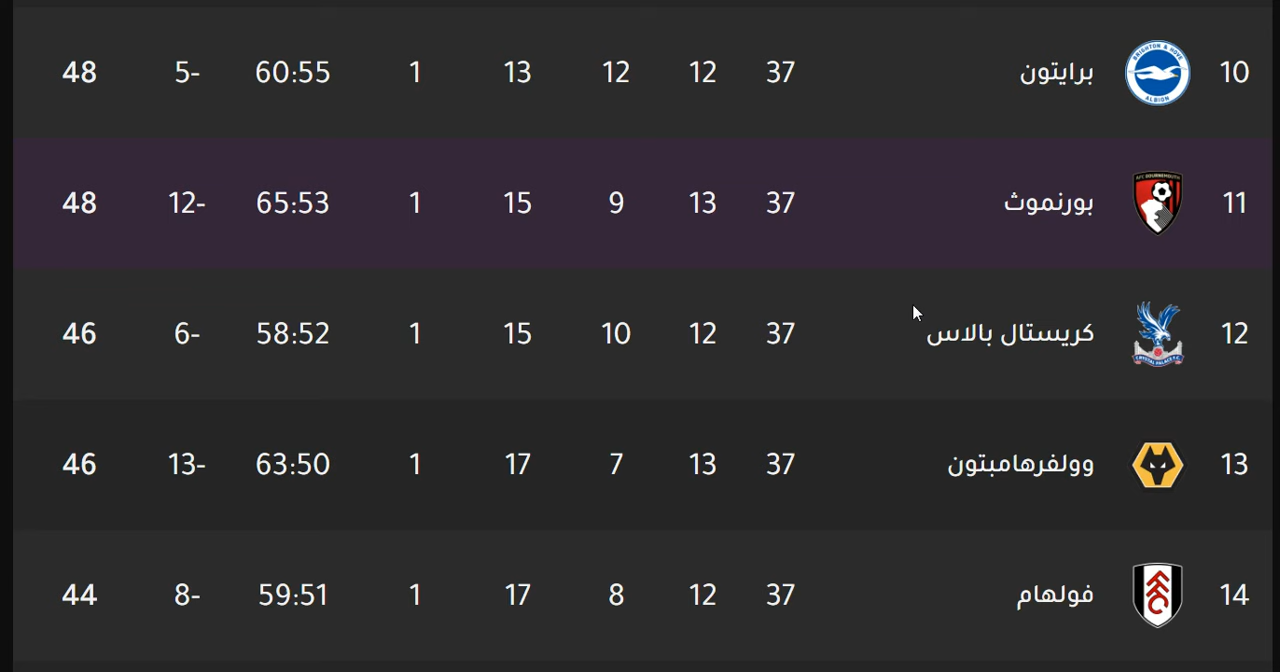 10 برايتون 37 12 12 13 1 60:55 5- 48
11 بورنموث 37 13 9 15 1 65:53 12- 48
12 كريستال بالاس 37 12 10 15 1 58:52 6- 46
13 وولفرهامبتون 37 13 7 17 1 63:50 13- 46
14 فولهام 37 12 8 17 1 59:51 8- 44